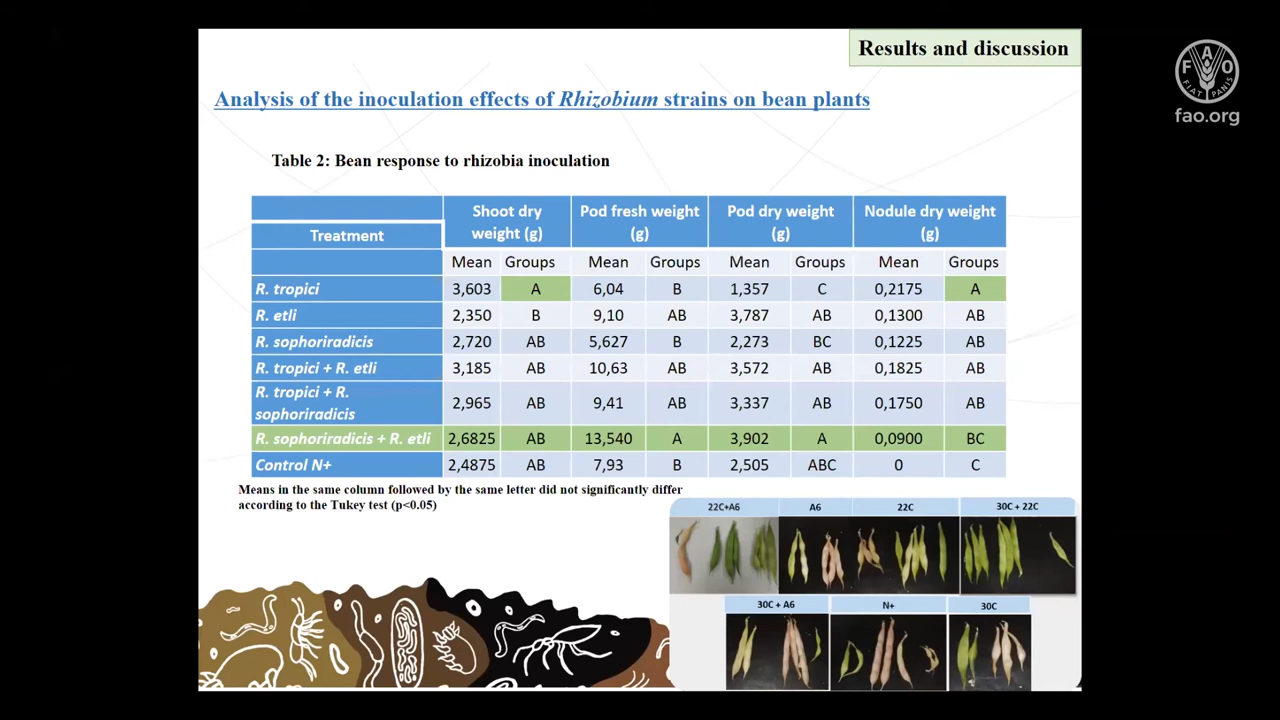 Results and discussion
F A O
FIAT PANIS
fao.org
Analysis of the inoculation effects of Rhizobium strains on bean plants
Table 2: Bean response to rhizobia inoculation
Treatment Shoot dry weight (g) Pod fresh weight (g) Pod dry weight (g) Nodule dry weight (g)
Mean Groups Mean Groups Mean Groups Mean Groups
R. tropici 3,603 A 6,04 B 1,357 C 0,2175 A
R. etli 2,350 B 9,10 AB 3,787 AB 0,1300 AB
R. sophoriradicis 2,720 AB 5,627 B 2,273 BC 0,1225 AB
R. tropici + R. etli 3,185 AB 10,63 AB 3,572 AB 0,1825 AB
R. tropici + R. sophoriradicis 2,965 AB 9,41 AB 3,337 AB 0,1750 AB
R. sophoriradicis + R. etli 2,6825 AB 13,540 A 3,902 A 0,0900 BC
Control N+ 2,4875 AB 7,93 B 2,505 ABC 0 C
Means in the same column followed by the same letter did not significantly differ
according to the Tukey test (p<0.05)
22C+A6 A6 22C 30C + 22C
30C + A6 N+ 30C